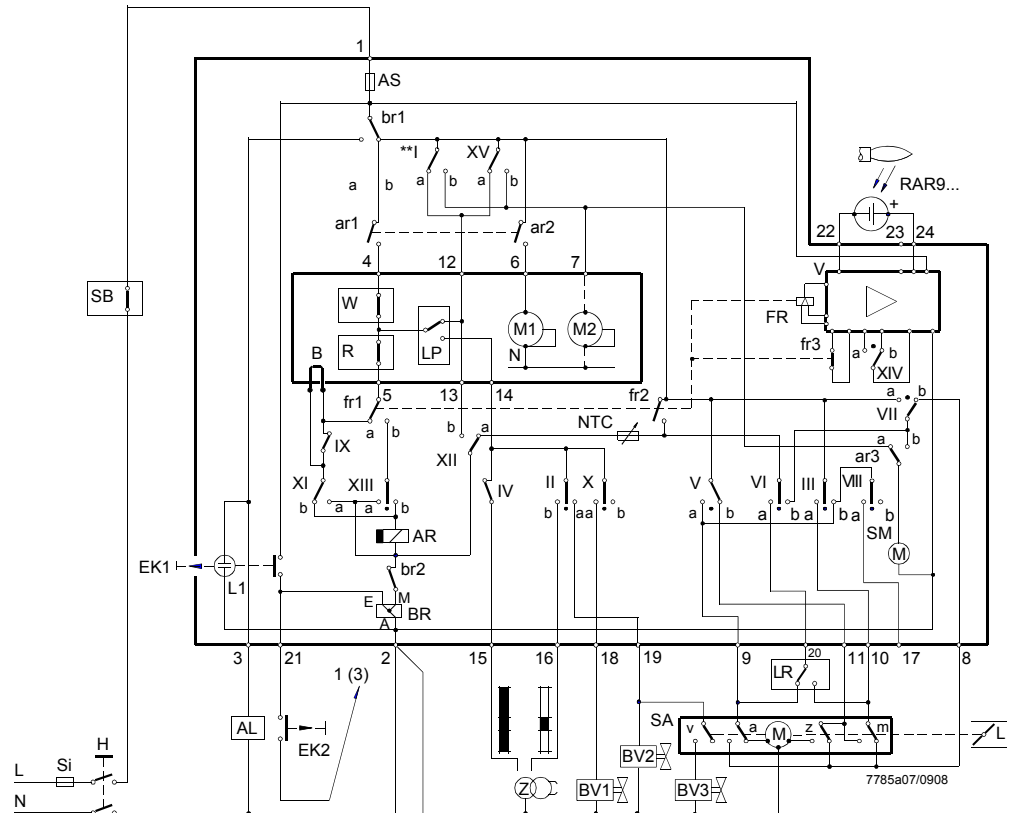 1
AS
br1
**I
XV
a
b
a
b
a
b
RAR9...
+
ar1
ar2
22
23
24
4
12
6
7
V
SB
W
M1
M2
FR
R
LP
N
fr3
a
b
XIV
B
fr1
5
13
14
fr2
a
b
VII
a
b
b
a
NTC
a
b
IX
XII
ar3
XI
XIII
IV
II
X
V
VI
III
VIII
b
a
a
b
b
a
a
b
a
b
a
b
a
b
a
b
AR
SM
M
EK1
L1
br2
E
M
BR
A
3
21
2
15
16
18
19
9
20
11
10
17
8
1 (3)
LR
AL
EK2
SA
v
a
M
z
m
L
H
BV2
L
Si
Z
BV1
BV3
7785a07/0908
N